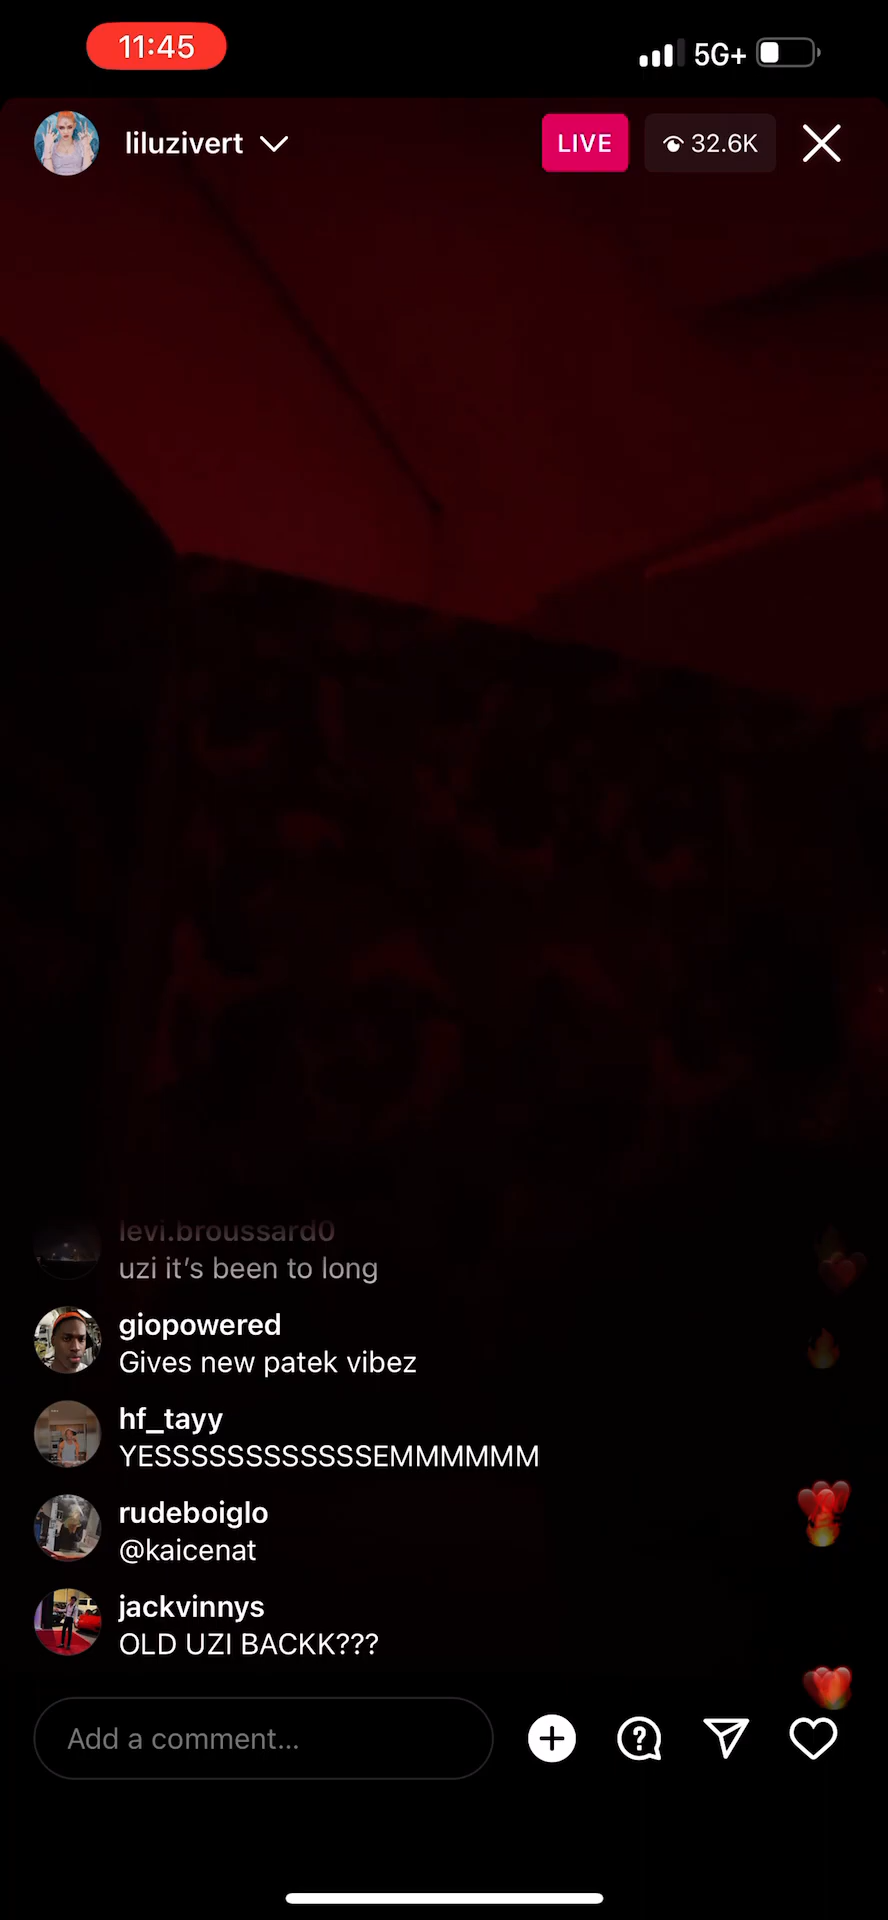 11:45
5G+
liluzivert
LIVE
32.6K
levi.broussard0
uzi it’s been to long
giopowered
Gives new patek vibez
hf_tayy
YESSSSSSSSSSSSEMMMMMM
rudeboiglo
@kaicenat
jackvinnys
OLD UZI BACKK???
Add a comment...